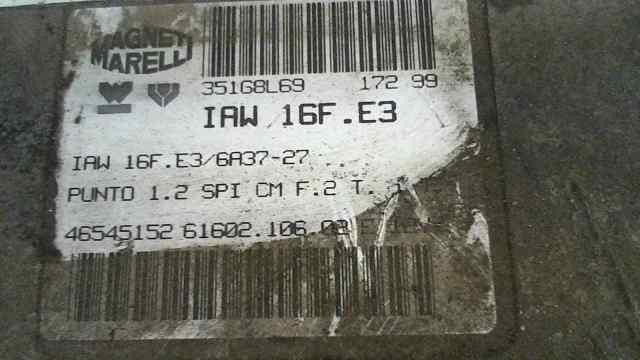 MAGNETI
MARELLI
351G8L69 172 99
IAW 16F.E3
IAW 16F.E3/6A37-27
PUNTO 1.2 SPI CM F.2 T.
46545152 61602.106.03